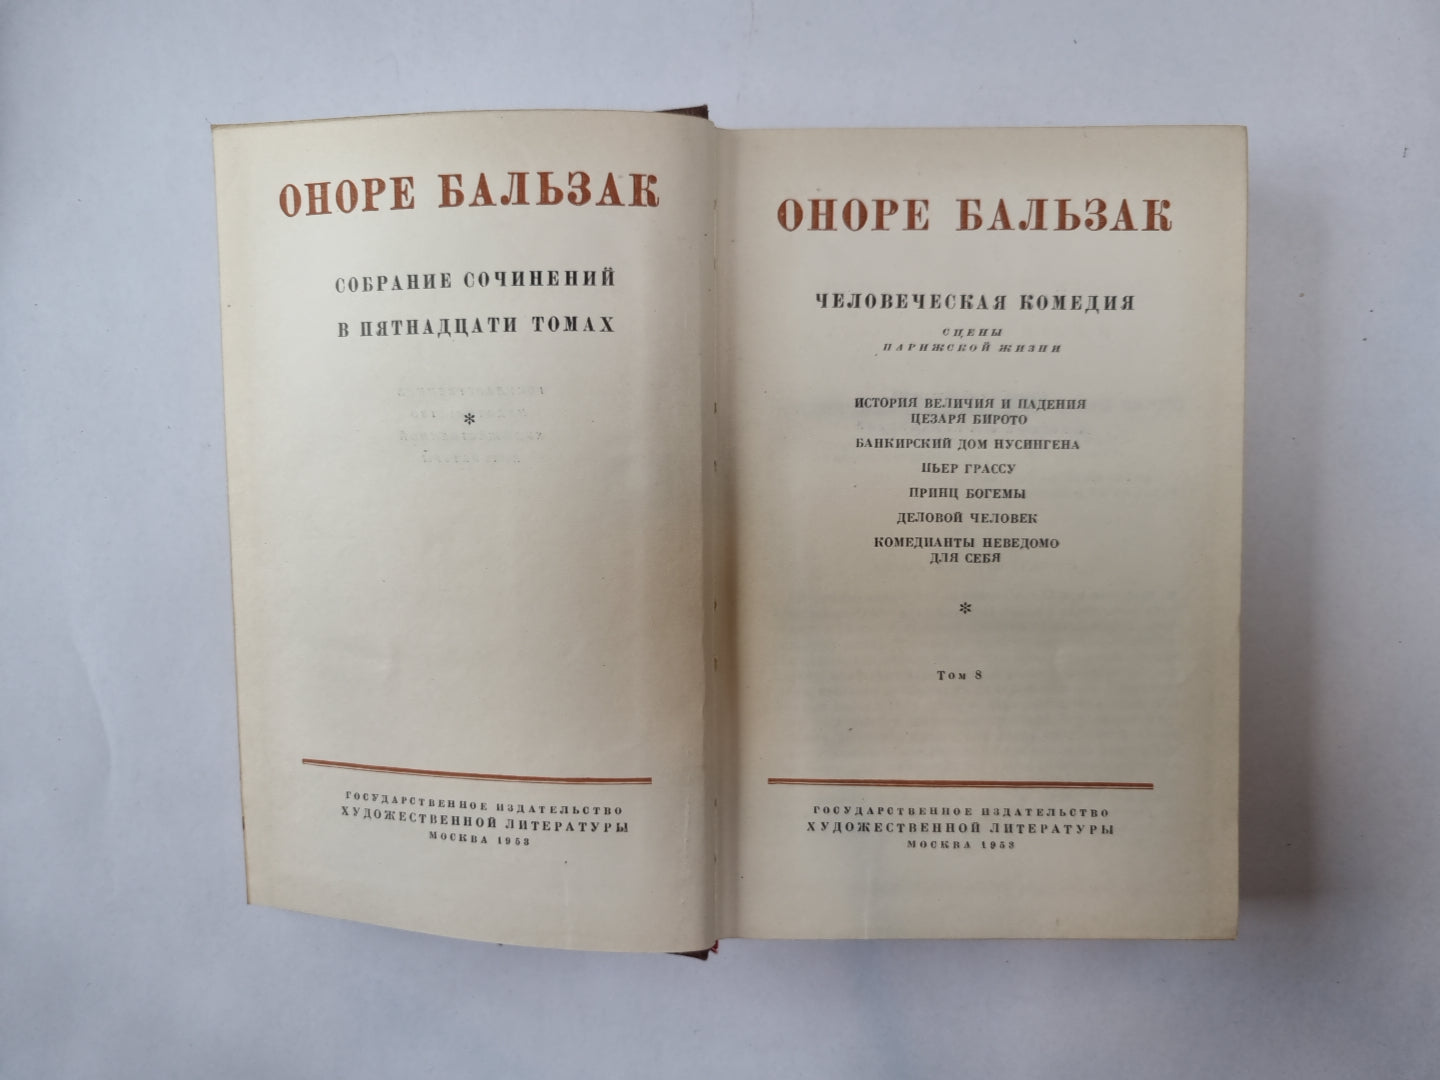 ОНОРЕ БАЛЬЗАК
СОБРАНИЕ СОЧИНЕНИЙ
В ПЯТНАДЦАТИ ТОМАХ
*
ГОСУДАРСТВЕННОЕ ИЗДАТЕЛЬСТВО
ХУДОЖЕСТВЕННОЙ ЛИТЕРАТУРЫ
МОСКВА 1953
ОНОРЕ БАЛЬЗАК
ЧЕЛОВЕЧЕСКАЯ КОМЕДИЯ
СЦЕНЫ
ПАРИЖСКОЙ ЖИЗНИ
ИСТОРИЯ ВЕЛИЧИЯ И ПАДЕНИЯ
ЦЕЗАРЯ БИРОТО
БАНКИРСКИЙ ДОМ НУСИНГЕНА
ПЬЕР ГРАССУ
ПРИНЦ БОГЕМЫ
ДЕЛОВОЙ ЧЕЛОВЕК
КОМЕДИАНТЫ НЕВЕДОМО
ДЛЯ СЕБЯ
*
Том 8
ГОСУДАРСТВЕННОЕ ИЗДАТЕЛЬСТВО
ХУДОЖЕСТВЕННОЙ ЛИТЕРАТУРЫ
МОСКВА 1953